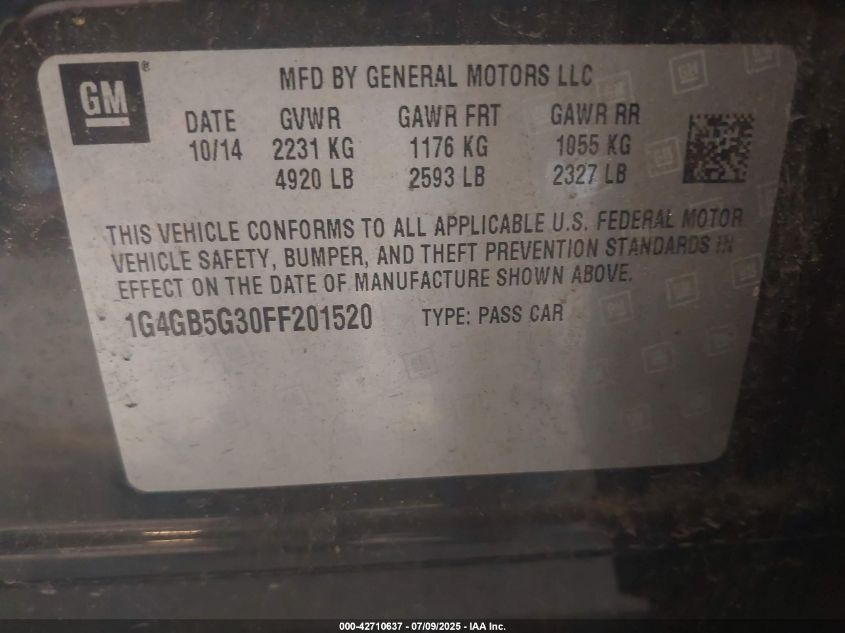 GM ®
MFD BY GENERAL MOTORS LLC
DATE GVWR GAWR FRT GAWR RR
10/14 2231 KG 1176 KG 1055 KG
4920 LB 2593 LB 2327 LB
THIS VEHICLE CONFORMS TO ALL APPLICABLE U.S. FEDERAL MOTOR
VEHICLE SAFETY, BUMPER, AND THEFT PREVENTION STANDARDS IN
EFFECT ON THE DATE OF MANUFACTURE SHOWN ABOVE.
1G4GB5G30FF201520 TYPE: PASS CAR
000-42710637 - 07/09/2025 - IAA Inc.